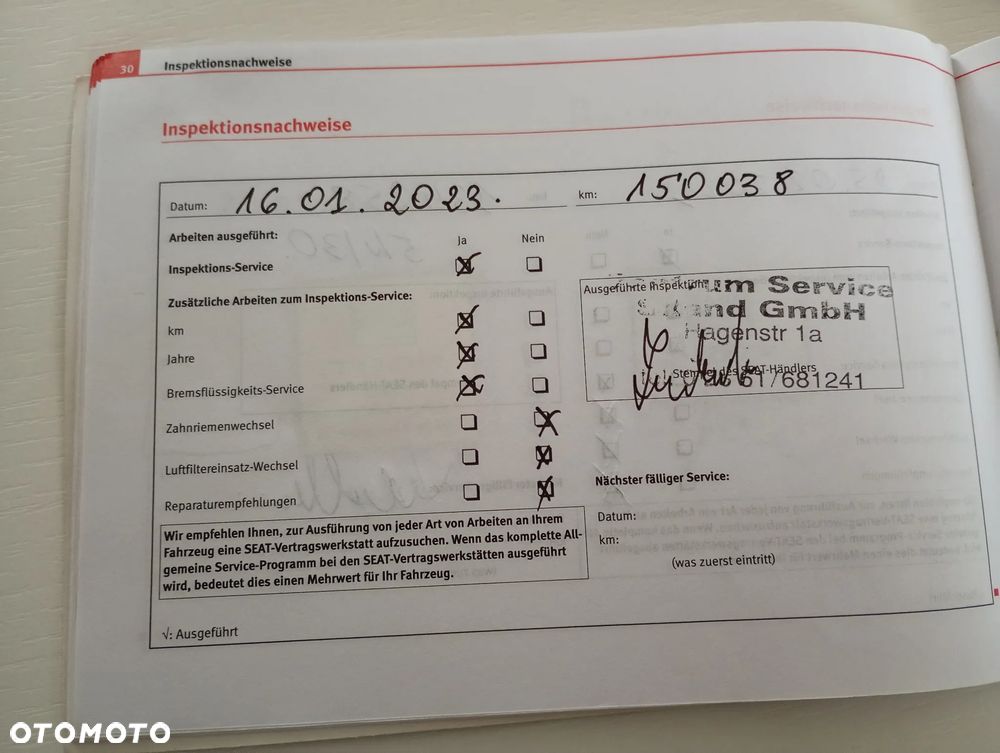 30 Inspektionsnachweise
Inspektionsnachweise
Datum: 16.01.2023. km: 150038
Arbeiten ausgeführt: Ja Nein
Inspektions-Service
Zusätzliche Arbeiten zum Inspektions-Service:
km
Jahre
Bremsflüssigkeits-Service
Zahnriemenwechsel
Luftfiltereinsatz-Wechsel
Reparaturempfehlungen
Wir empfehlen Ihnen, zur Ausführung von jeder Art von Arbeiten an Ihrem
Fahrzeug eine SEAT-Vertragswerkstatt aufzusuchen. Wenn das komplette All-
gemeine Service-Programm bei den SEAT-Vertragswerkstätten ausgeführt
wird, bedeutet dies einen Mehrwert für Ihr Fahrzeug.
√: Ausgeführt
Ausgeführte Inspektion:
Service
GmbH
Hagenstr 1a
des SEAT-Händlers
/681241
Nächster fälliger Service:
Datum:
km:
(was zuerst eintritt)
OTOMOTO